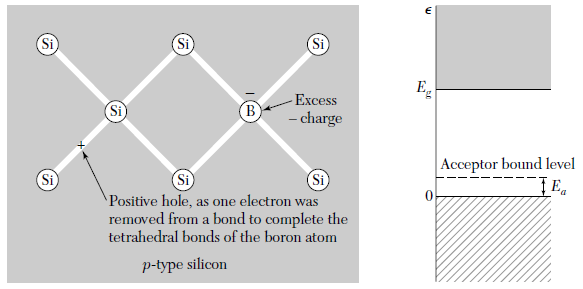 Si
Si
Si
Si
–
B
Excess
– charge
+
Si
Si
Si
Positive hole, as one electron was
removed from a bond to complete the
tetrahedral bonds of the boron atom
p-type silicon
ϵ
Eg
Acceptor bound level
Ea
0